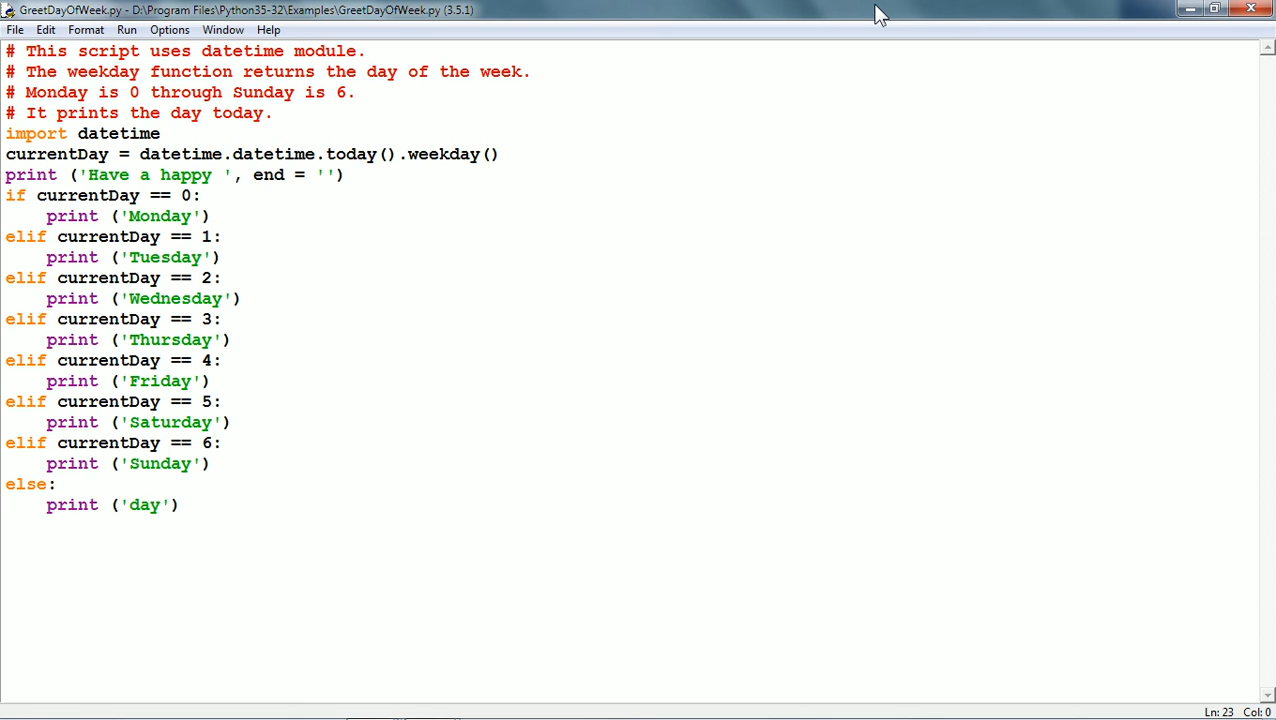 GreetDayOfWeek.py - D:\Program Files\Python35-32\Examples\GreetDayOfWeek.py (3.5.1)
File Edit Format Run Options Window Help
# This script uses datetime module.
# The weekday function returns the day of the week.
# Monday is 0 through Sunday is 6.
# It prints the day today.
import datetime
currentDay = datetime.datetime.today().weekday()
print ('Have a happy ', end = '')
if currentDay == 0:
    print ('Monday')
elif currentDay == 1:
    print ('Tuesday')
elif currentDay == 2:
    print ('Wednesday')
elif currentDay == 3:
    print ('Thursday')
elif currentDay == 4:
    print ('Friday')
elif currentDay == 5:
    print ('Saturday')
elif currentDay == 6:
    print ('Sunday')
else:
    print ('day')
Ln: 23 Col: 0